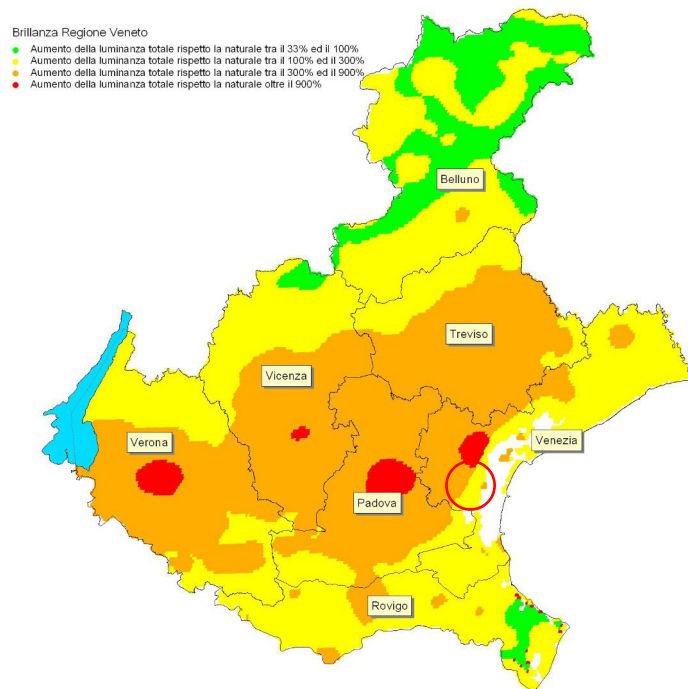 Brillanza Regione Veneto
Aumento della luminanza totale rispetto la naturale tra il 33% ed il 100%
Aumento della luminanza totale rispetto la naturale tra il 100% ed il 300%
Aumento della luminanza totale rispetto la naturale tra il 300% ed il 900%
Aumento della luminanza totale rispetto la naturale oltre il 900%
Belluno
Treviso
Vicenza
Verona
Venezia
Padova
Rovigo